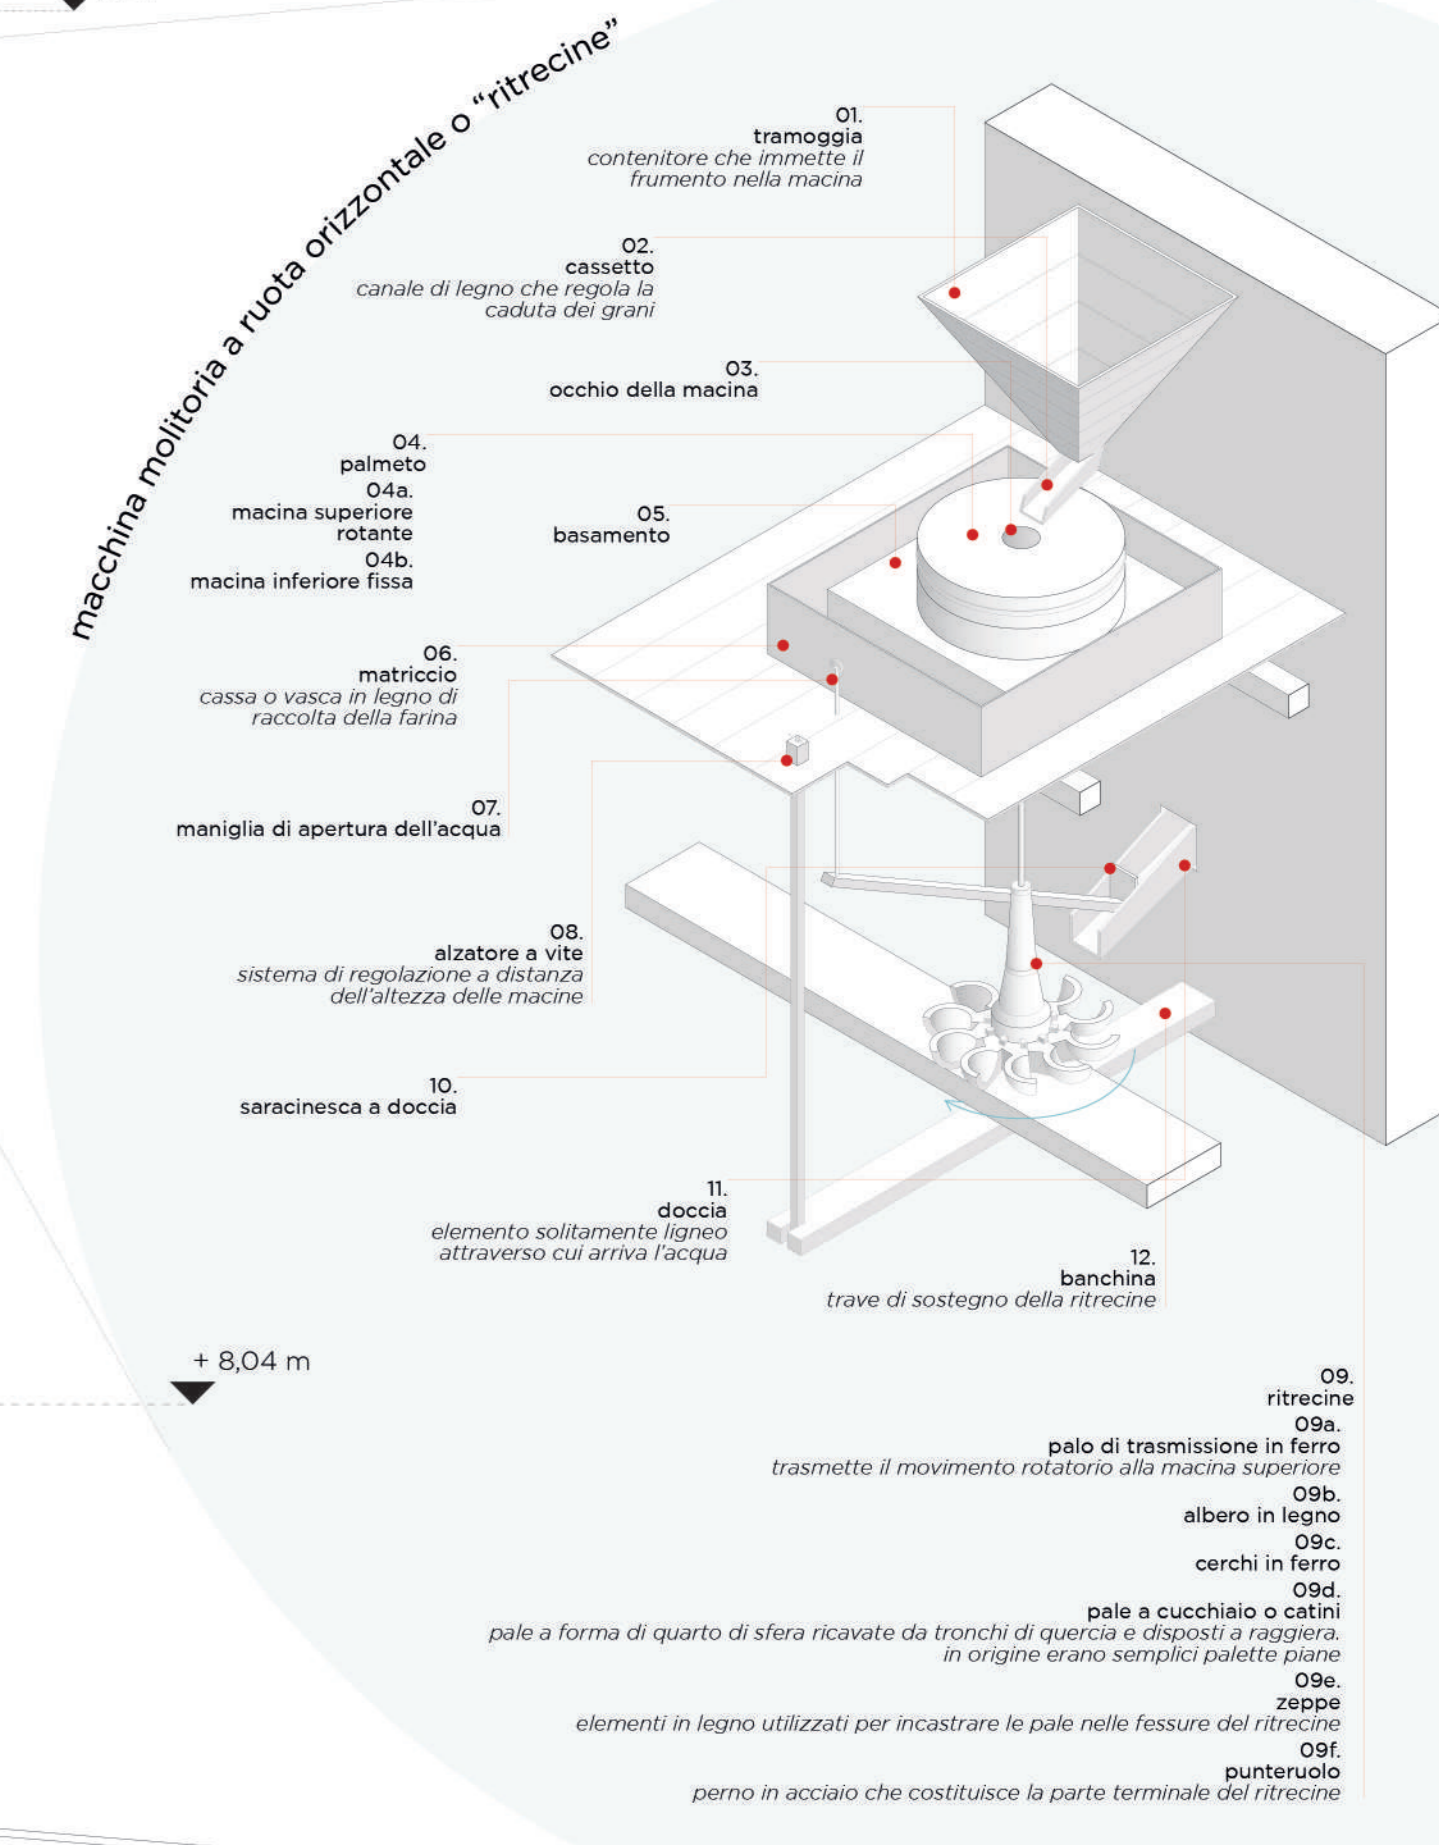 macchina molitoria a ruota orizzontale o “ritrecine”
01.
tramoggia
contenitore che immette il
frumento nella macina
02.
cassetto
canale di legno che regola la
caduta dei grani
03.
occhio della macina
04.
palmeto
04a.
macina superiore
rotante
04b.
macina inferiore fissa
05.
basamento
06.
matriccio
cassa o vasca in legno di
raccolta della farina
07.
maniglia di apertura dell’acqua
08.
alzatore a vite
sistema di regolazione a distanza
dell’altezza delle macine
10.
saracinesca a doccia
11.
doccia
elemento solitamente ligneo
attraverso cui arriva l’acqua
12.
banchina
trave di sostegno della ritrecine
+ 8,04 m
09.
ritrecine
09a.
palo di trasmissione in ferro
trasmette il movimento rotatorio alla macina superiore
09b.
albero in legno
09c.
cerchi in ferro
09d.
pale a cucchiaio o catini
pale a forma di quarto di sfera ricavate da tronchi di quercia e disposti a raggiera.
in origine erano semplici palette piane
09e.
zeppe
elementi in legno utilizzati per incastrare le pale nelle fessure del ritrecine
09f.
punteruolo
perno in acciaio che costituisce la parte terminale del ritrecine